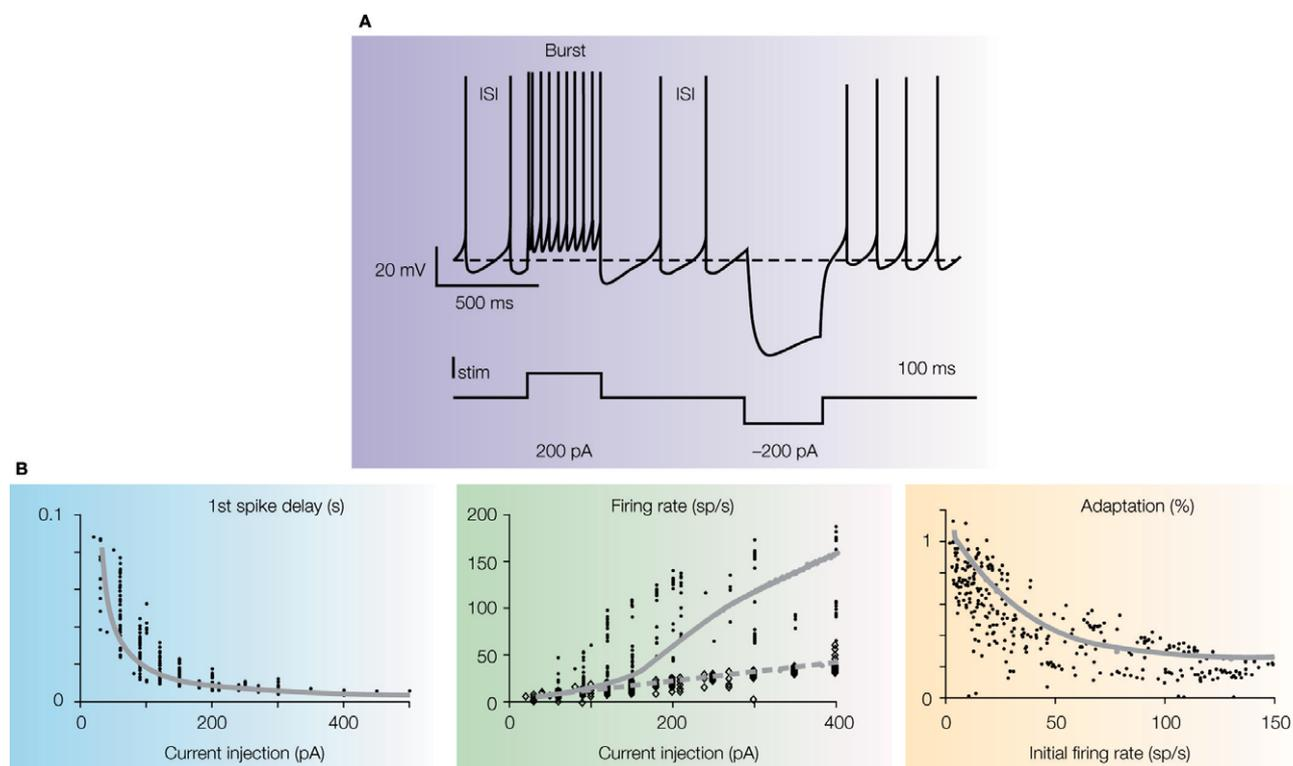 A
Burst
ISI
ISI
20 mV
500 ms
Istim
100 ms
200 pA
–200 pA
B
1st spike delay (s)
0.1
0
0
200
400
Current injection (pA)
Firing rate (sp/s)
200
150
100
50
0
0
200
400
Current injection (pA)
Adaptation (%)
1
0
0
50
100
150
Initial firing rate (sp/s)